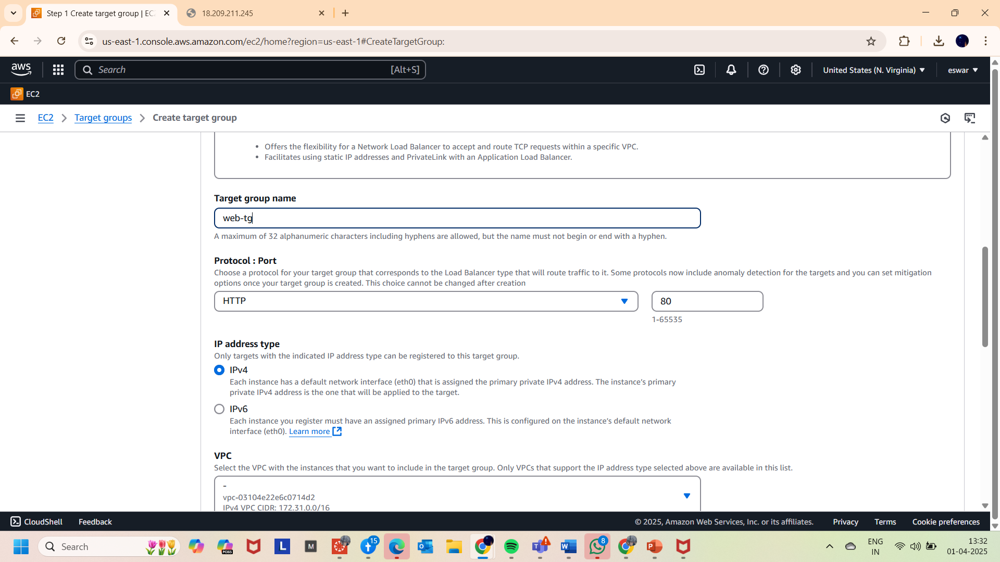 Step 1 Create target group | EC
18.209.211.245
us-east-1.console.aws.amazon.com/ec2/home?region=us-east-1#CreateTargetGroup:
aws
Search
[Alt+S]
United States (N. Virginia)
eswar
EC2
EC2
Target groups
Create target group
• Offers the flexibility for a Network Load Balancer to accept and route TCP requests within a specific VPC.
• Facilitates using static IP addresses and PrivateLink with an Application Load Balancer.
Target group name
web-tg
A maximum of 32 alphanumeric characters including hyphens are allowed, but the name must not begin or end with a hyphen.
Protocol : Port
Choose a protocol for your target group that corresponds to the Load Balancer type that will route traffic to it. Some protocols now include anomaly detection for the targets and you can set mitigation
options once your target group is created. This choice cannot be changed after creation
HTTP
80
1-65535
IP address type
Only targets with the indicated IP address type can be registered to this target group.
IPv4
Each instance has a default network interface (eth0) that is assigned the primary private IPv4 address. The instance's primary
private IPv4 address is the one that will be applied to the target.
IPv6
Each instance you register must have an assigned primary IPv6 address. This is configured on the instance's default network
interface (eth0). Learn more
VPC
Select the VPC with the instances that you want to include in the target group. Only VPCs that support the IP address type selected above are available in this list.
-
vpc-03104e22e6c0714d2
IPv4 VPC CIDR: 172.31.0.0/16
CloudShell
Feedback
© 2025, Amazon Web Services, Inc. or its affiliates.
Privacy
Terms
Cookie preferences
Search
M365
L
M
15
8
ENG
IN
13:32
01-04-2025